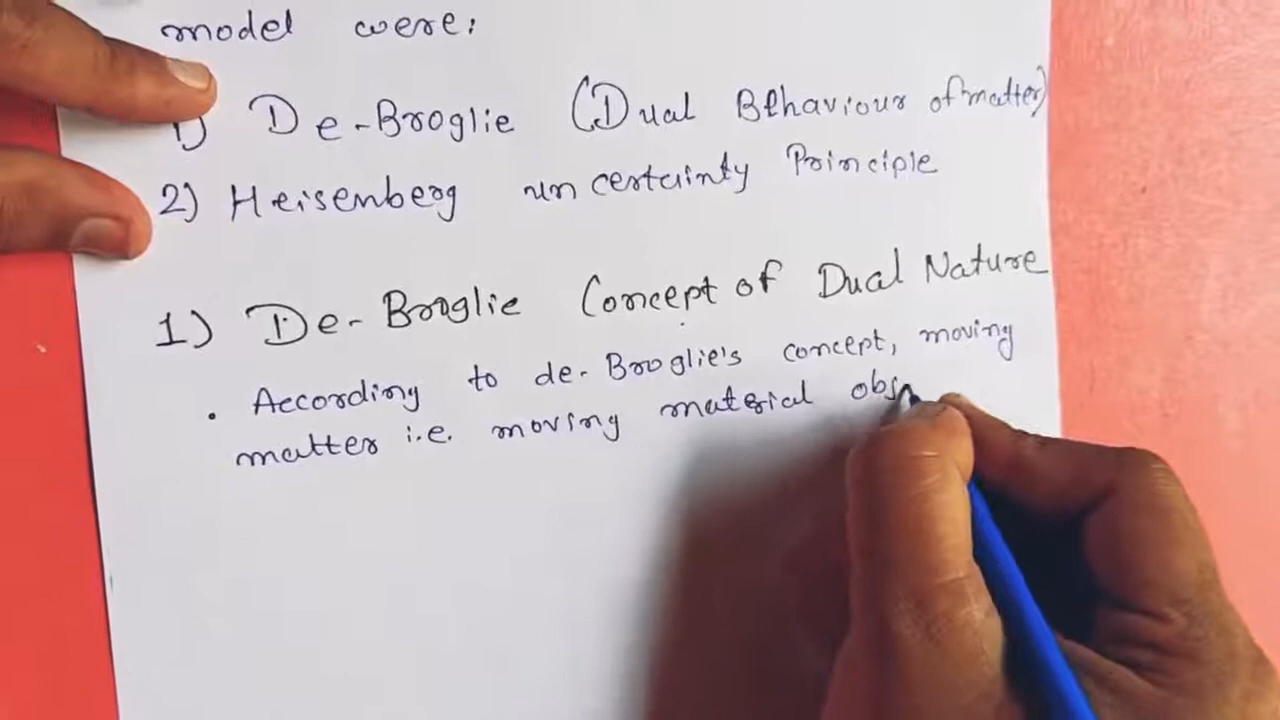 model were:
1) De-Broglie (Dual Behaviour of matter)
2) Heisenberg uncertainty Principle
1) De-Broglie Concept of Dual Nature
. According to de-Broglie's concept, moving
matter i.e. moving material obs